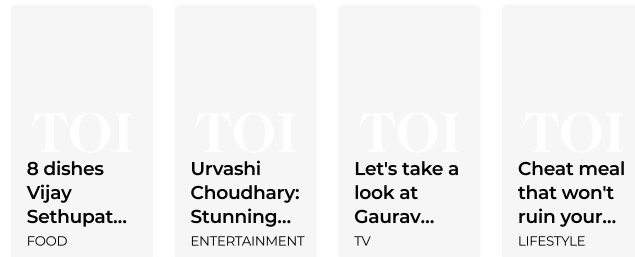 TOI
8 dishes
Vijay
Sethupat...
FOOD
TOI
Urvashi
Choudhary:
Stunning...
ENTERTAINMENT
TOI
Let's take a
look at
Gaurav...
TV
TOI
Cheat meal
that won't
ruin your...
LIFESTYLE